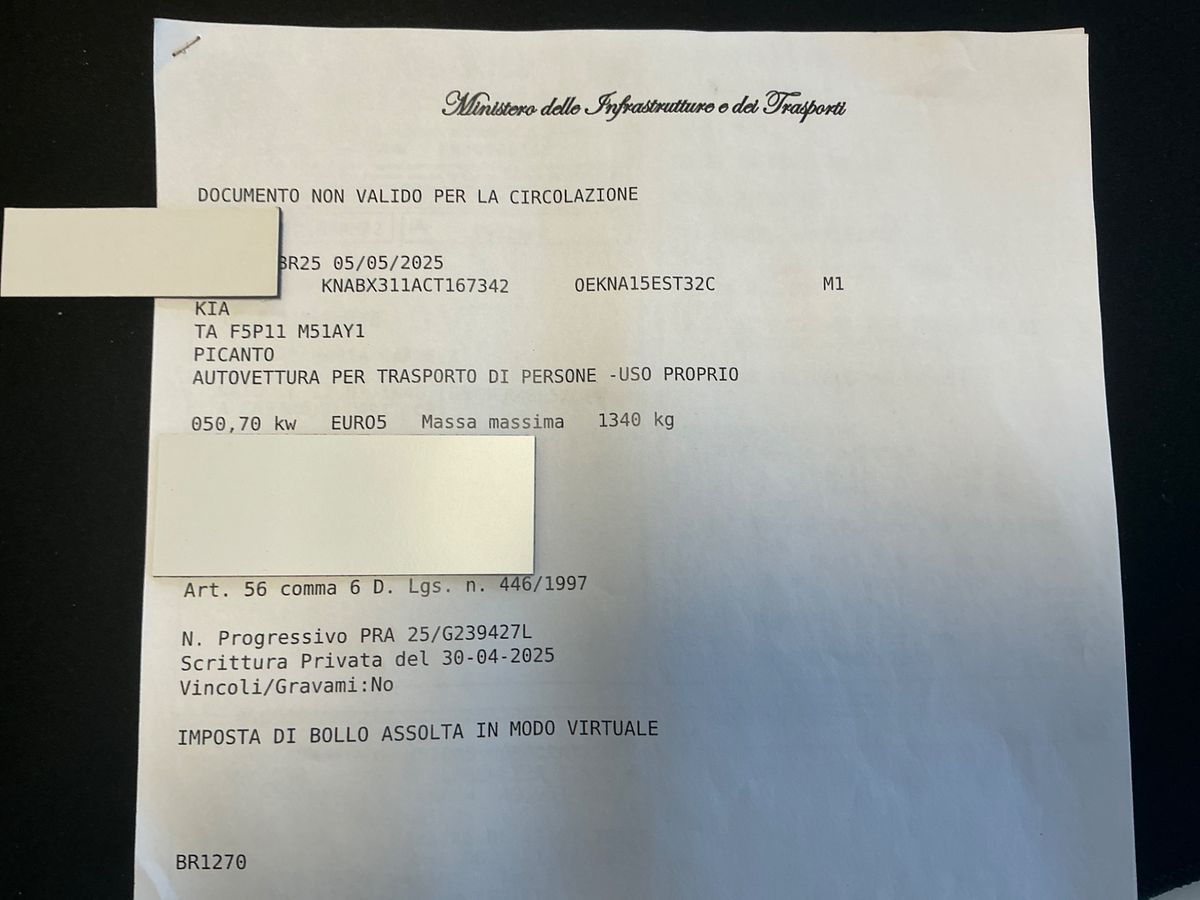 Ministero delle Infrastrutture e dei Trasporti
DOCUMENTO NON VALIDO PER LA CIRCOLAZIONE
BR25 05/05/2025
KNABX311ACT167342 OEKNA15EST32C M1
KIA
TA F5P11 M51AY1
PICANTO
AUTOVETTURA PER TRASPORTO DI PERSONE -USO PROPRIO
050,70 kw EURO5 Massa massima 1340 kg
Art. 56 comma 6 D. Lgs. n. 446/1997
N. Progressivo PRA 25/G239427L
Scrittura Privata del 30-04-2025
Vincoli/Gravami:No
IMPOSTA DI BOLLO ASSOLTA IN MODO VIRTUALE
BR1270